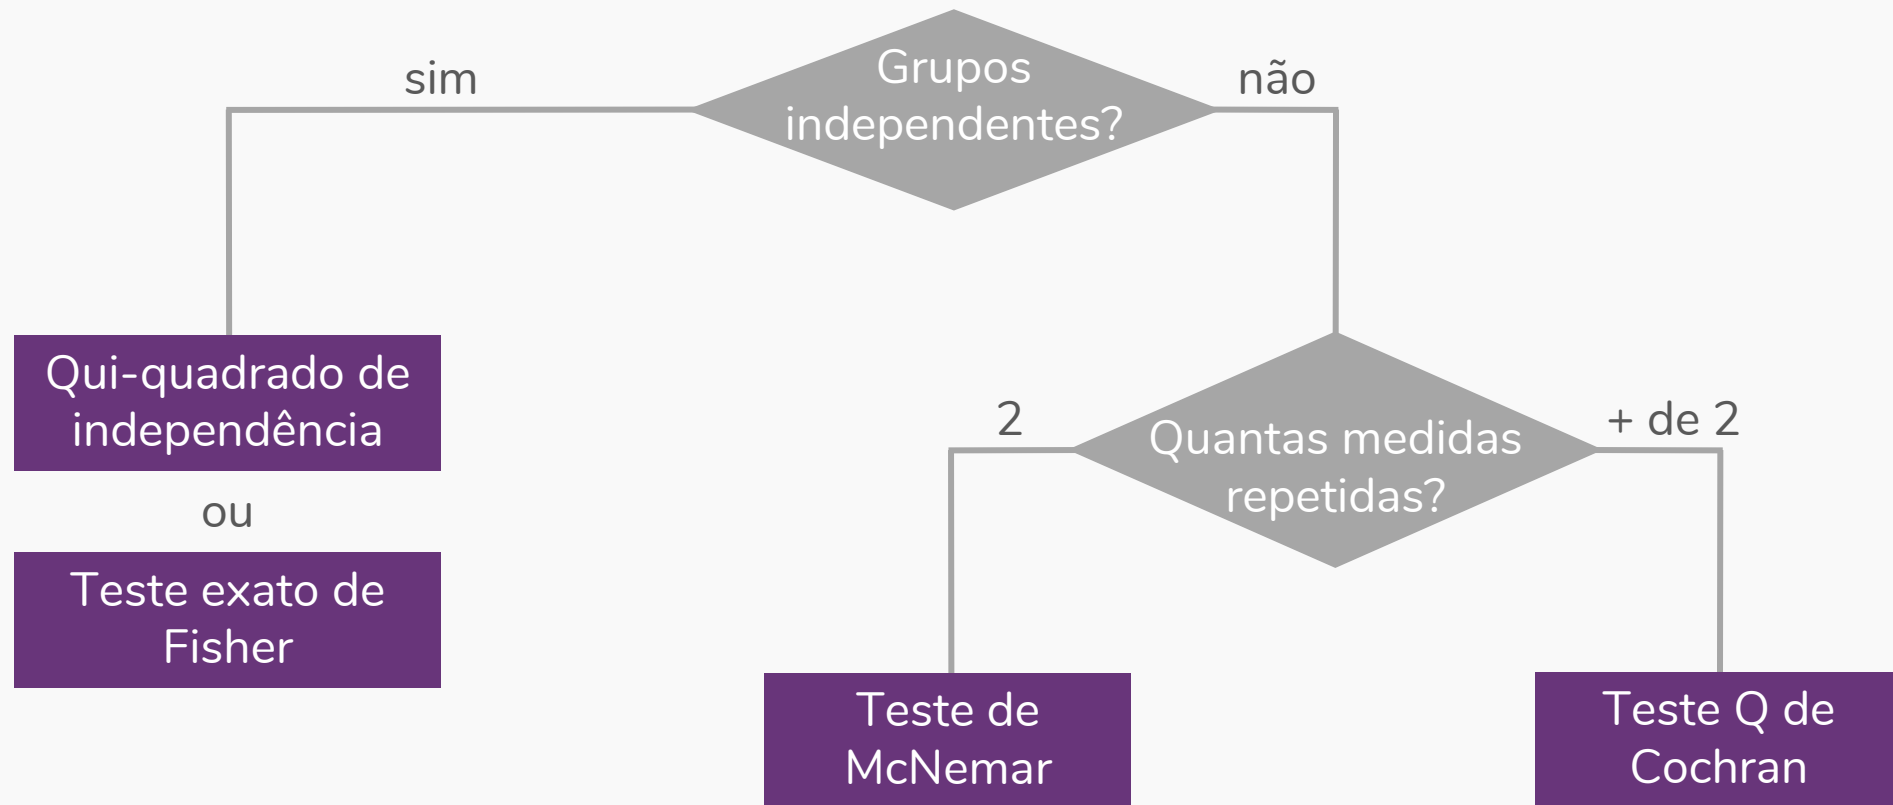 Grupos
independentes?
sim
não
Qui-quadrado de
independência
ou
Teste exato de
Fisher
Quantas medidas
repetidas?
2
+ de 2
Teste de
McNemar
Teste Q de
Cochran